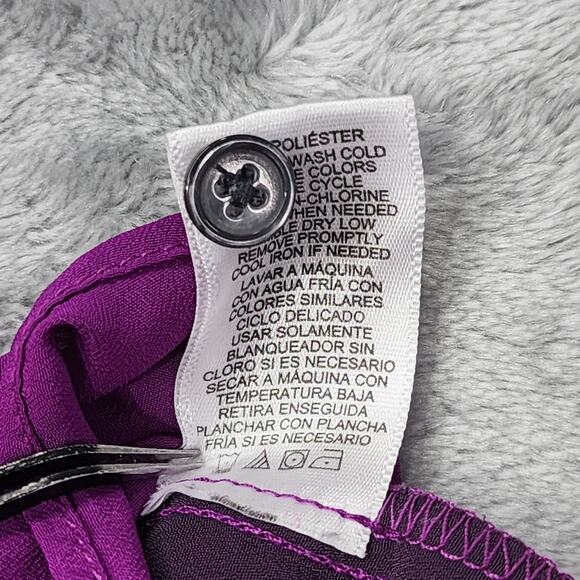 POLIÉSTER
WASH COLD
COLORS
CYCLE
-CHLORINE
WHEN NEEDED
DRY LOW
REMOVE PROMPTLY
COOL IRON IF NEEDED
LAVAR A MÁQUINA
CON AGUA FRÍA CON
COLORES SIMILARES
CICLO DELICADO
USAR SOLAMENTE
BLANQUEADOR SIN
CLORO SI ES NECESARIO
SECAR A MÁQUINA CON
TEMPERATURA BAJA
RETIRA ENSEGUIDA
PLANCHAR CON PLANCHA
FRÍA SI ES NECESARIO